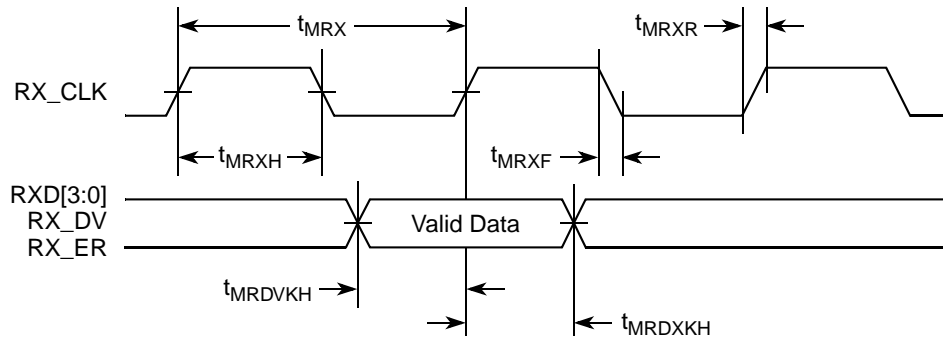 tMRX
tMRXR
RX_CLK
tMRXH
tMRXF
RXD[3:0]
RX_DV
RX_ER
Valid Data
tMRDVKH
tMRDXKH